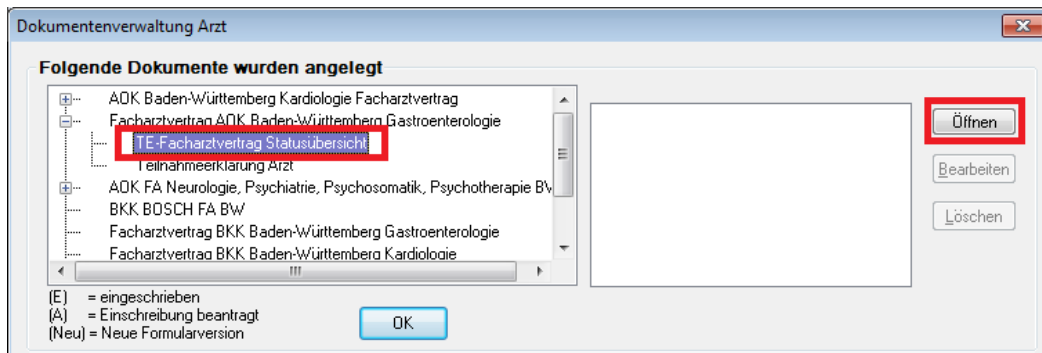 Dokumentenverwaltung Arzt
Folgende Dokumente wurden angelegt
AOK Baden-Württemberg Kardiologie Facharztvertrag
Facharztvertrag AOK Baden-Württemberg Gastroenterologie
TE-Facharztvertrag Statusübersicht
Teilnahmeerklärung Arzt
AOK FA Neurologie, Psychiatrie, Psychosomatik, Psychotherapie BV
BKK BOSCH FA BW
Facharztvertrag BKK Baden-Württemberg Gastroenterologie
Facharztvertrag BKK Baden-Württemberg Kardiologie
Öffnen
Bearbeiten
Löschen
(E) = eingeschrieben
(A) = Einschreibung beantragt
(Neu) = Neue Formularversion
OK